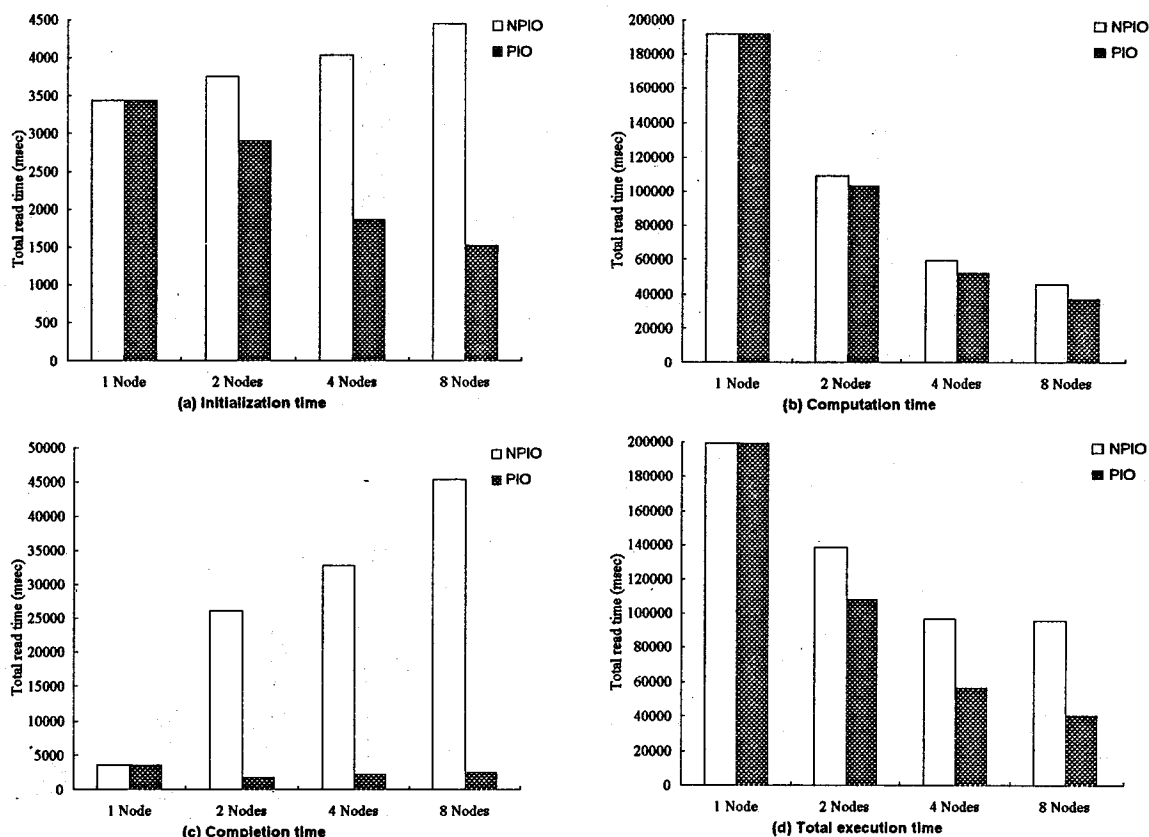 4500
4000
3500
3000
2500
2000
1500
1000
500
0
Total read time (msec)
NPIO
PIO
1 Node
2 Nodes
4 Nodes
8 Nodes
(a) Initialization time
200000
180000
160000
140000
120000
100000
80000
60000
40000
20000
0
Total read time (msec)
NPIO
PIO
1 Node
2 Nodes
4 Nodes
8 Nodes
(b) Computation time
50000
45000
40000
35000
30000
25000
20000
15000
10000
5000
0
Total read time (msec)
NPIO
PIO
1 Node
2 Nodes
4 Nodes
8 Nodes
(c) Completion time
200000
180000
160000
140000
120000
100000
80000
60000
40000
20000
0
Total read time (msec)
NPIO
PIO
1 Node
2 Nodes
4 Nodes
8 Nodes
(d) Total execution time